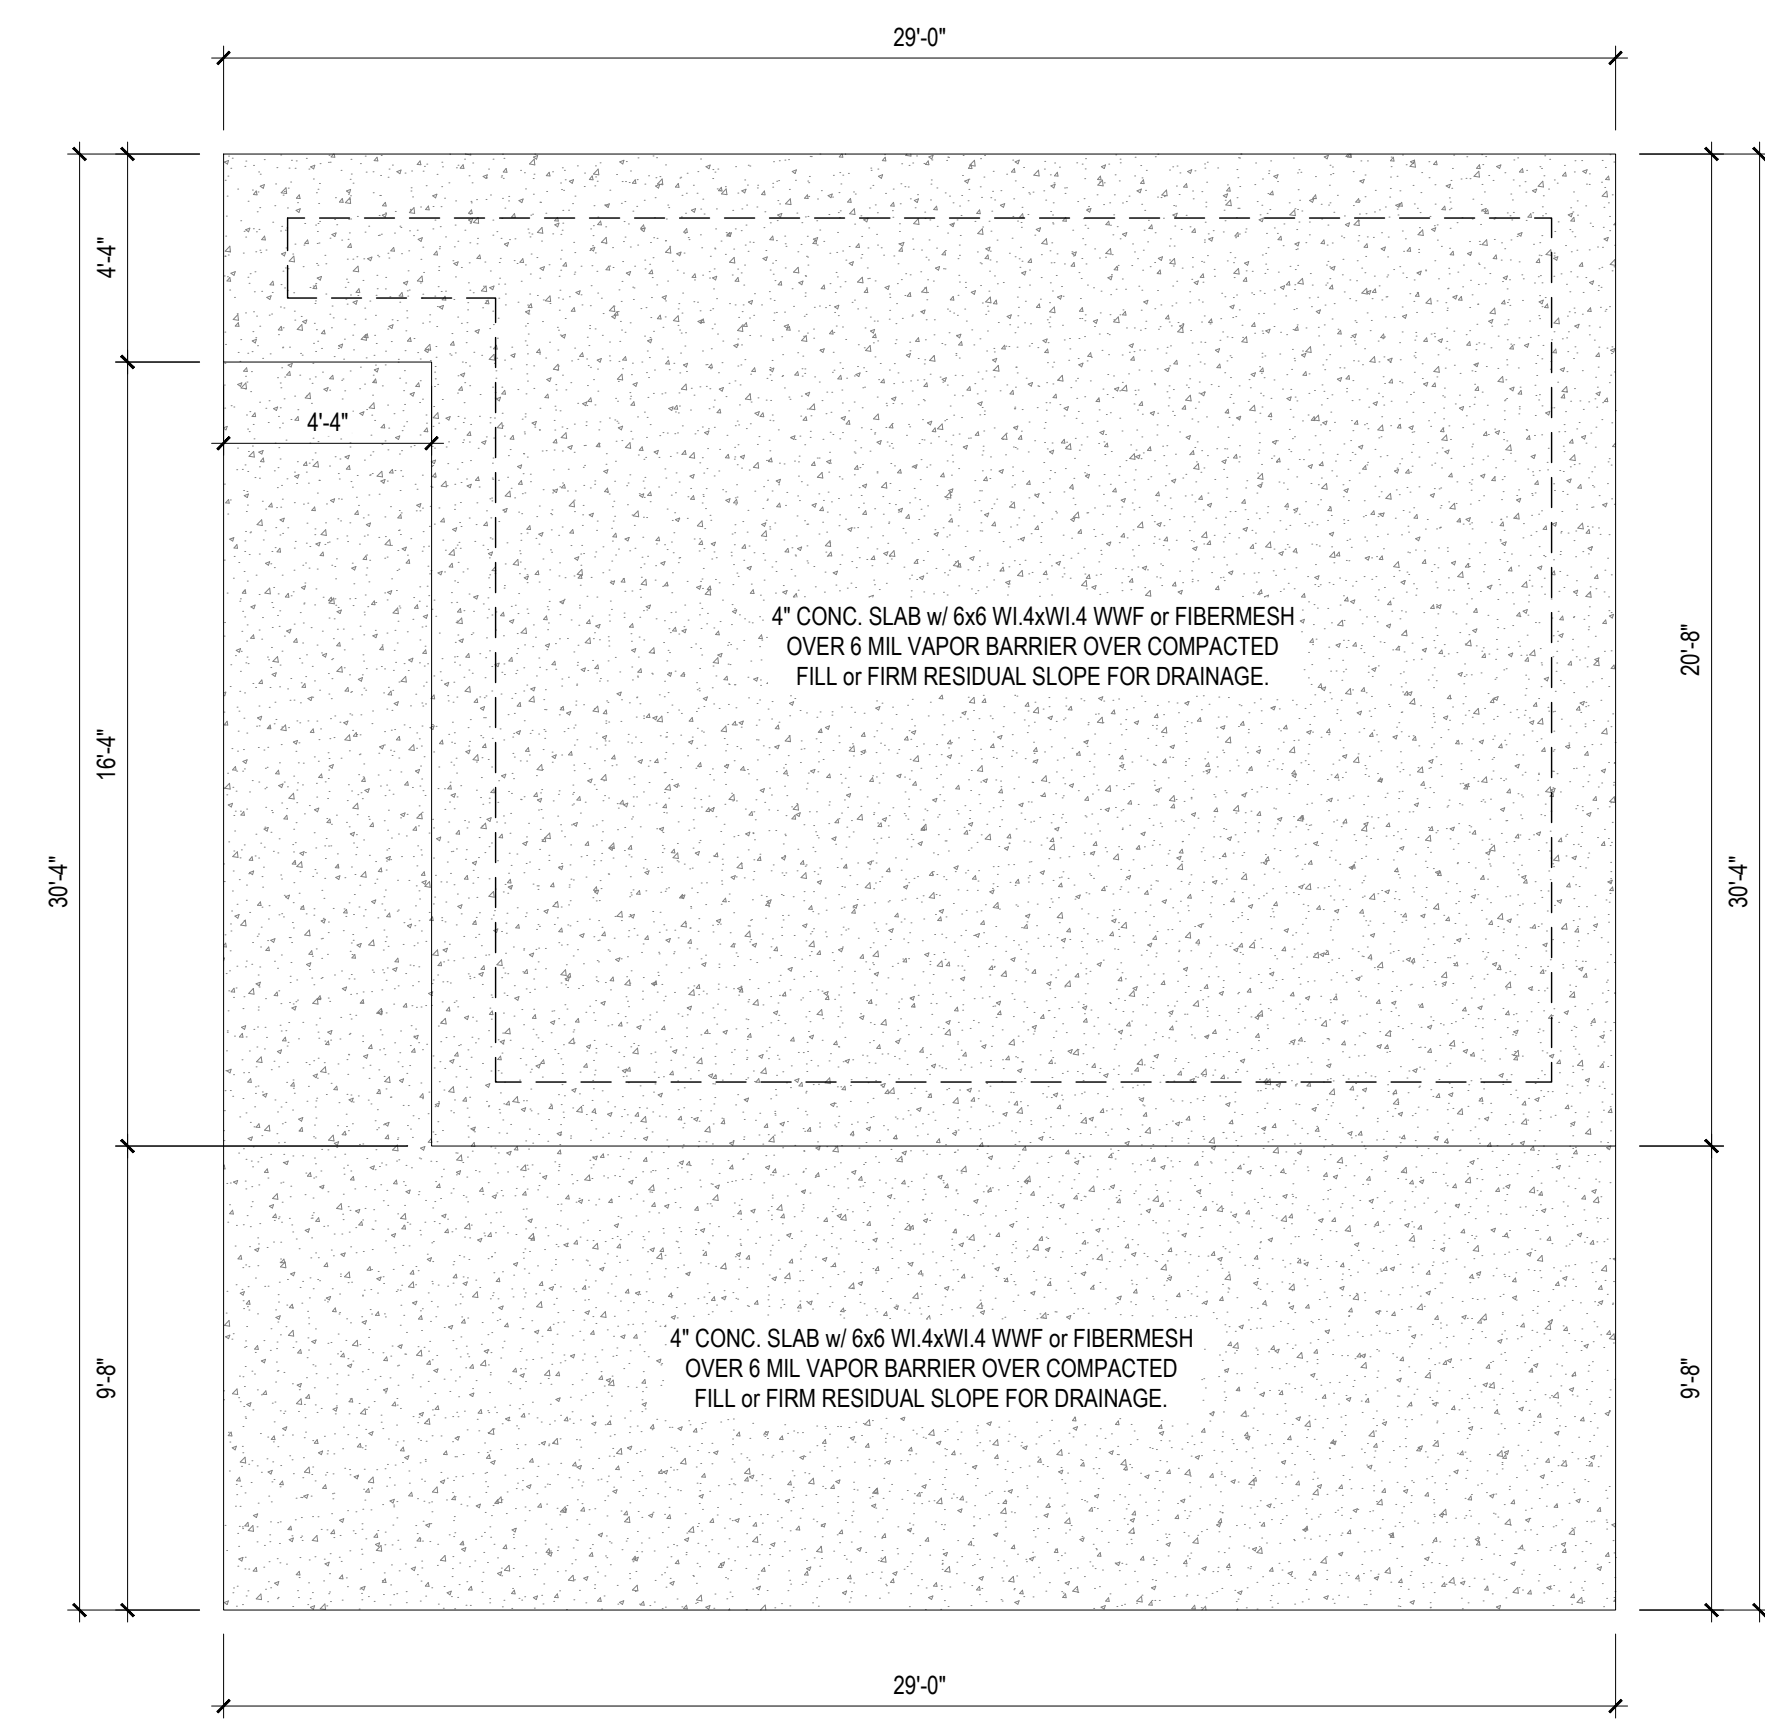 29'-0"
4'-4"
4'-4"
4" CONC. SLAB w/ 6x6 WI.4xWI.4 WWF or FIBERMESH
OVER 6 MIL VAPOR BARRIER OVER COMPACTED
FILL or FIRM RESIDUAL SLOPE FOR DRAINAGE.
20'-8"
16'-4"
30'-4"
30'-4"
4" CONC. SLAB w/ 6x6 WI.4xWI.4 WWF or FIBERMESH
OVER 6 MIL VAPOR BARRIER OVER COMPACTED
FILL or FIRM RESIDUAL SLOPE FOR DRAINAGE.
9'-8"
9'-8"
29'-0"